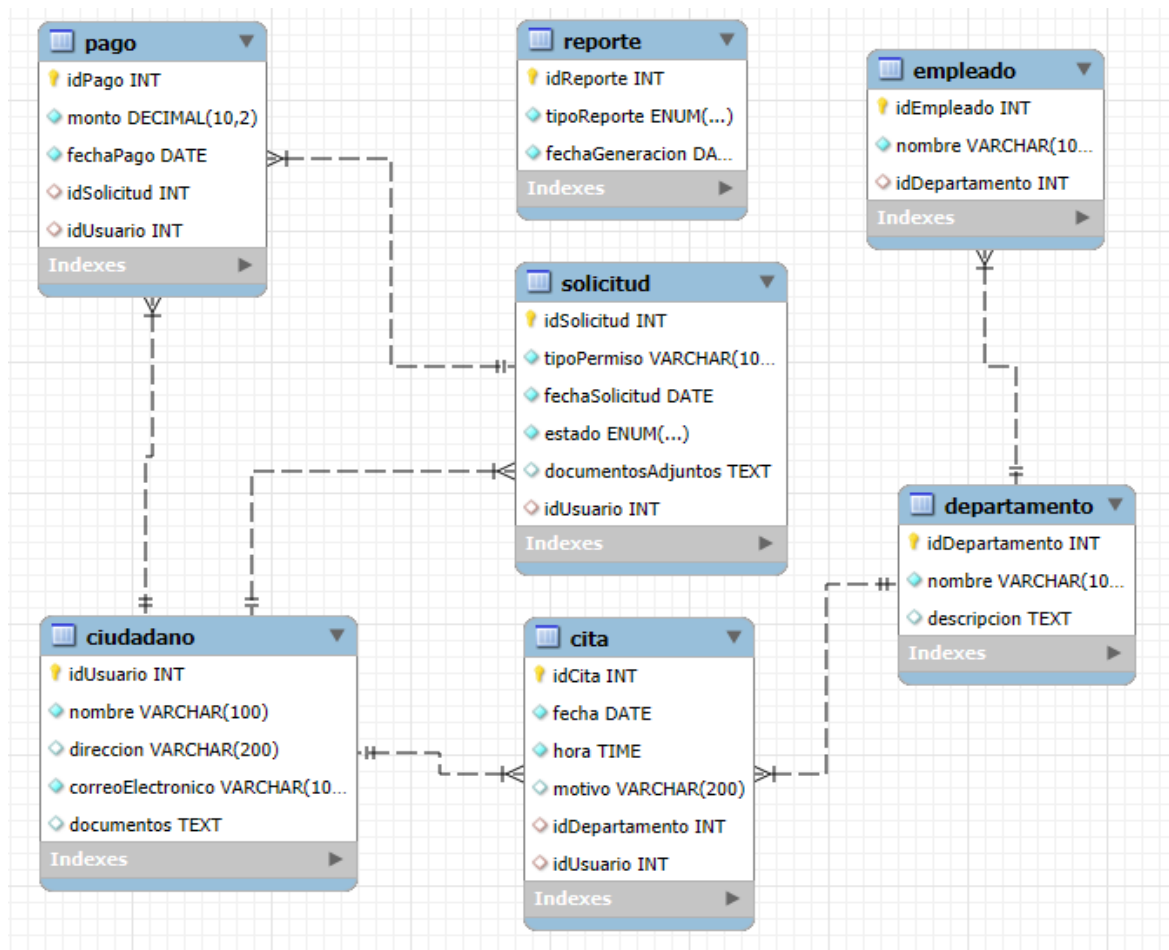 pago
idPago INT
monto DECIMAL(10,2)
fechaPago DATE
idSolicitud INT
idUsuario INT
Indexes
reporte
idReporte INT
tipoReporte ENUM(...)
fechaGeneracion DA...
Indexes
empleado
idEmpleado INT
nombre VARCHAR(10...
idDepartamento INT
Indexes
solicitud
idSolicitud INT
tipoPermiso VARCHAR(10...
fechaSolicitud DATE
estado ENUM(...)
documentosAdjuntos TEXT
idUsuario INT
Indexes
departamento
idDepartamento INT
nombre VARCHAR(10...
descripcion TEXT
Indexes
ciudadano
idUsuario INT
nombre VARCHAR(100)
direccion VARCHAR(200)
correoElectronico VARCHAR(10...
documentos TEXT
Indexes
cita
idCita INT
fecha DATE
hora TIME
motivo VARCHAR(200)
idDepartamento INT
idUsuario INT
Indexes